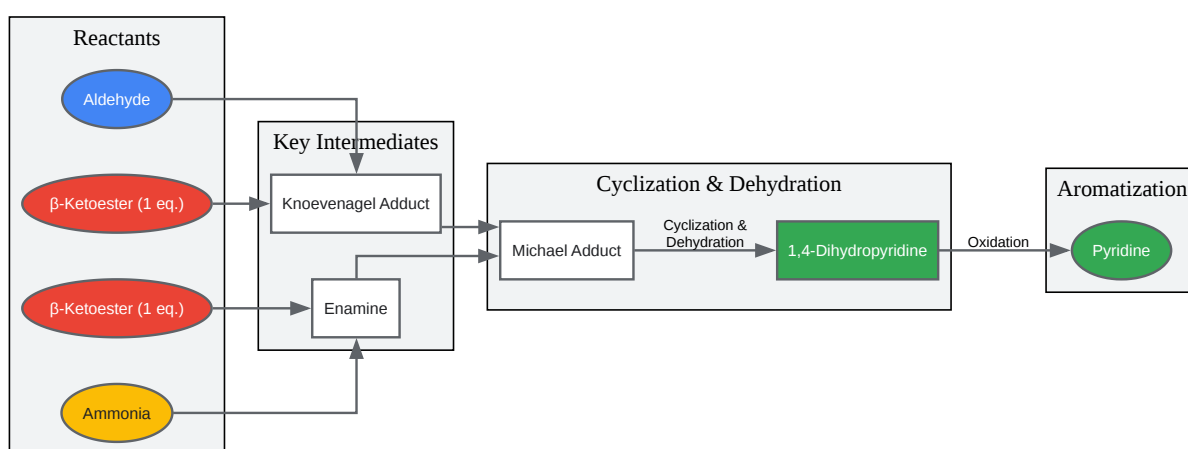 Reactants
Aldehyde
β-Ketoester (1 eq.)
β-Ketoester (1 eq.)
Ammonia
Key Intermediates
Knoevenagel Adduct
Enamine
Cyclization & Dehydration
Michael Adduct
Cyclization &
Dehydration
1,4-Dihydropyridine
Oxidation
Aromatization
Pyridine